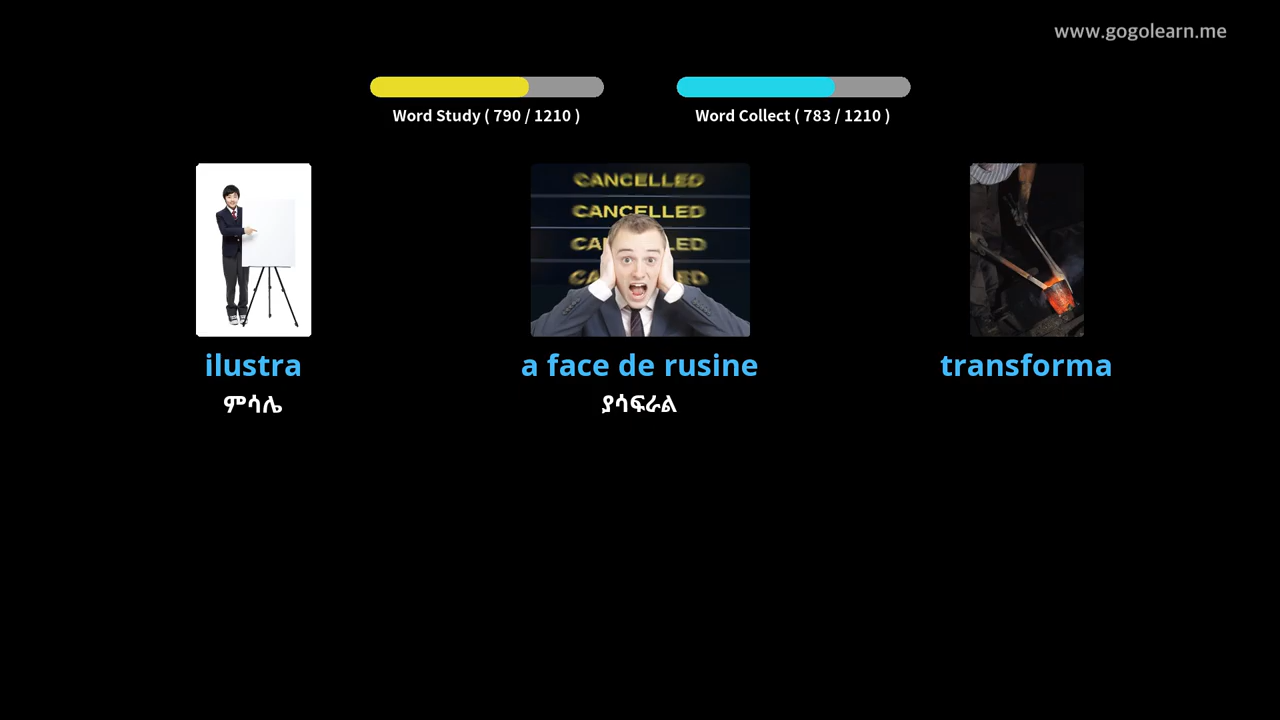 www.gogolearn.me
Word Study ( 790 / 1210 )
Word Collect ( 783 / 1210 )
CANCELLED
CANCELLED
ilustra
a face de rusine
transforma
ምሳሌ
ያሳፍራል